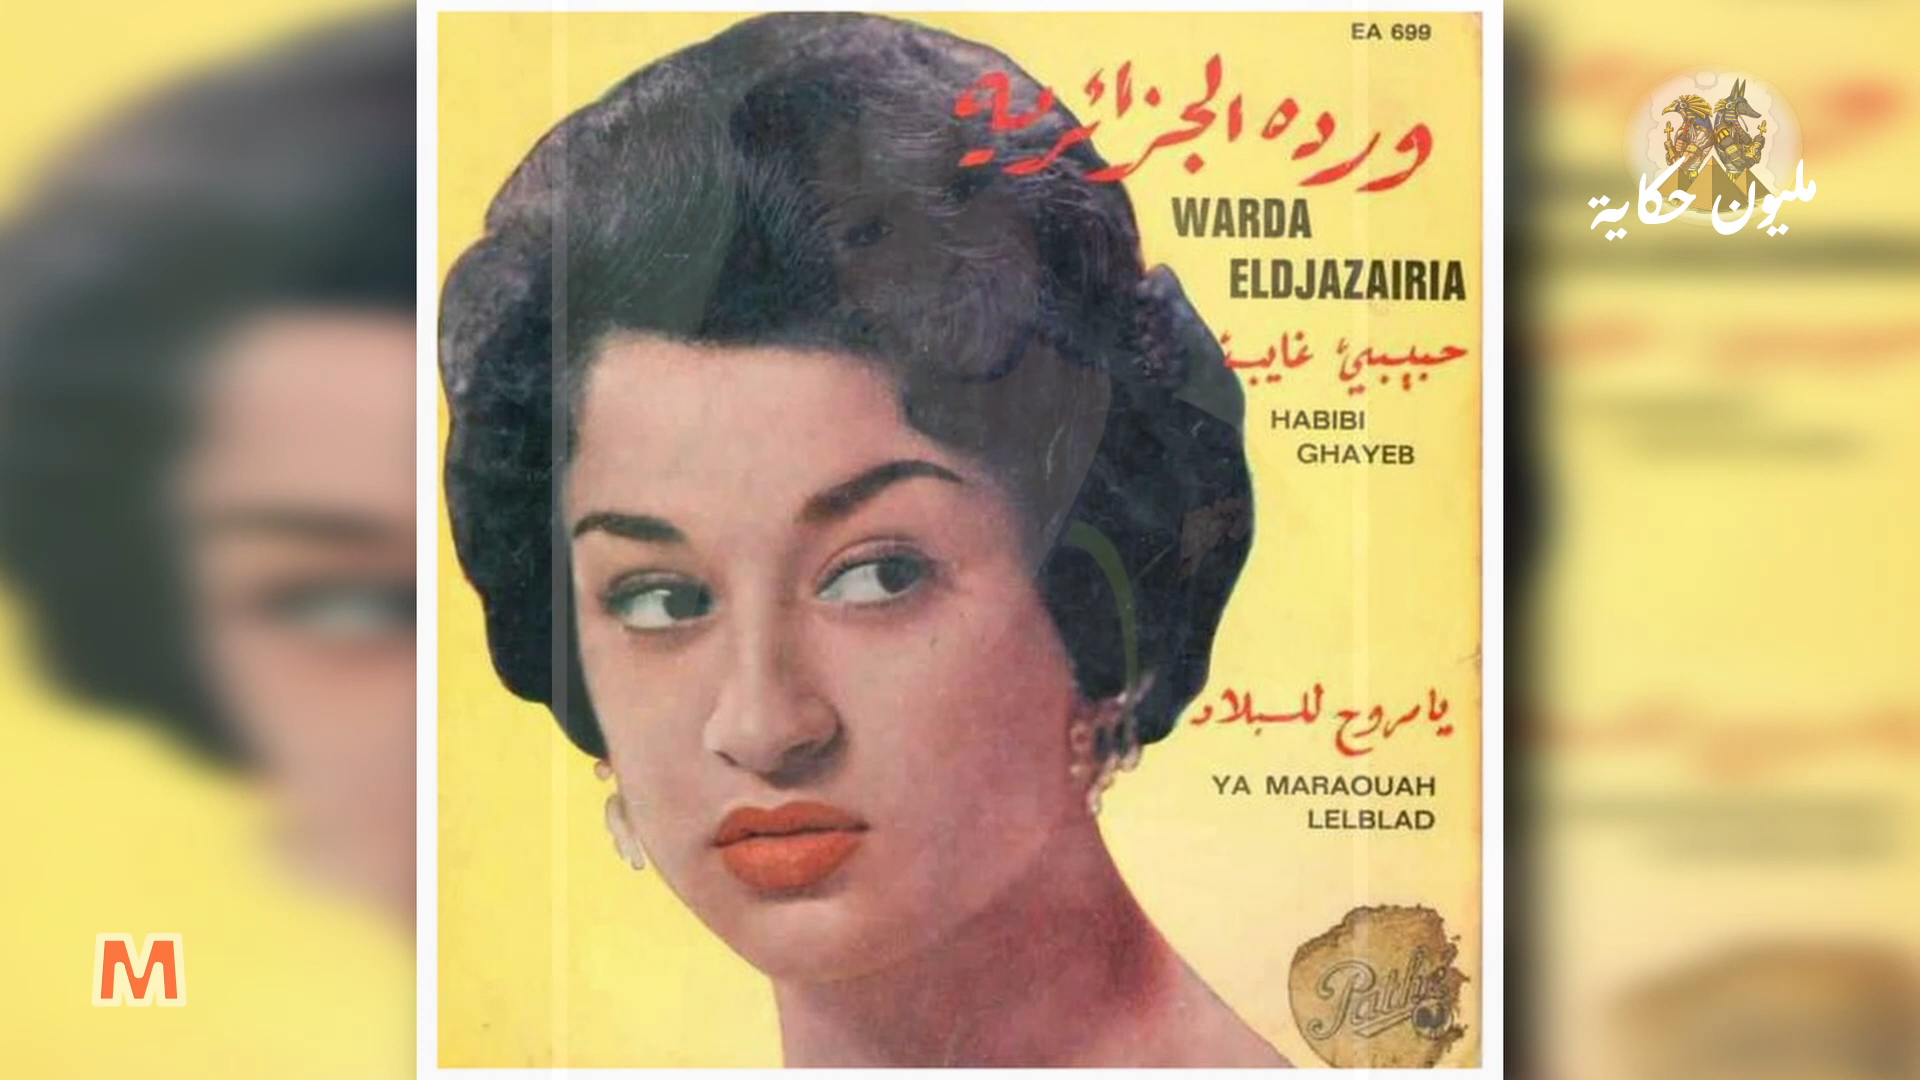 EA 699
ورده الجزائرية
WARDA
ELDJAZAIRIA
حبيبي غايب
HABIBI
GHAYEB
يا مروح للبلاد
YA MARAOUAH
LELBLAD
Pathé
مليون حكاية
M